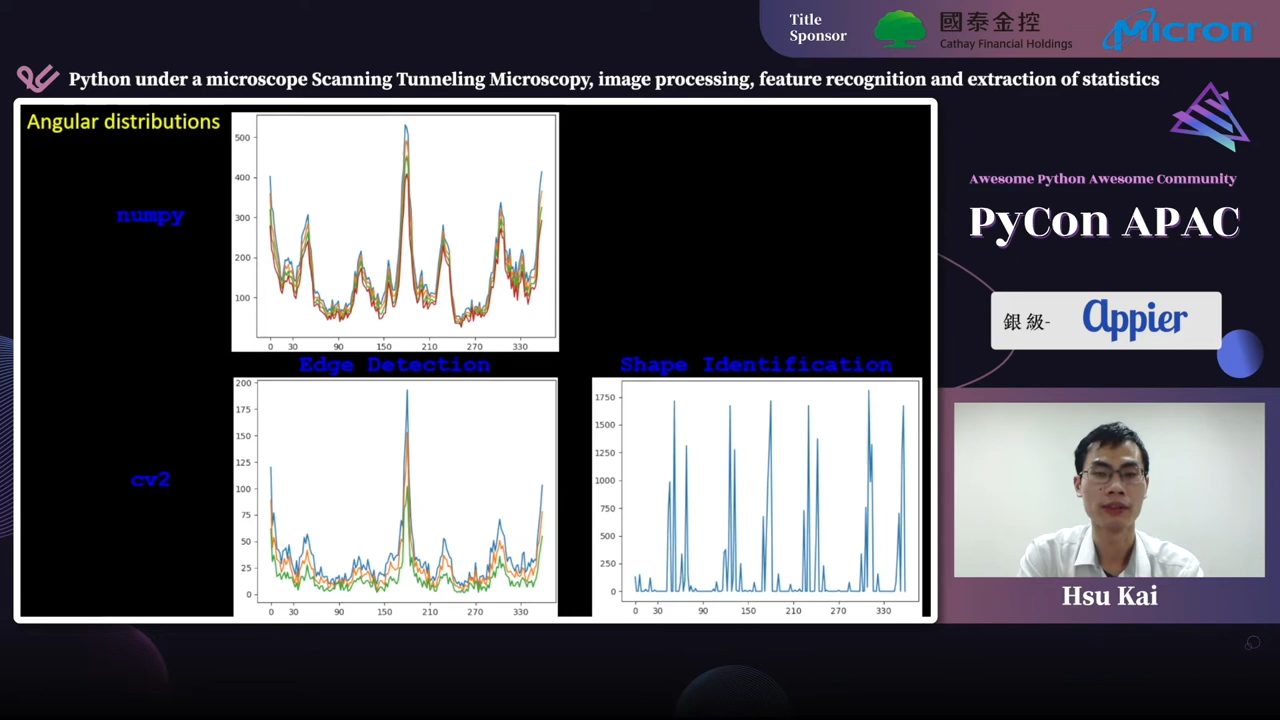 Title
Sponsor
國泰金控
Cathay Financial Holdings
Micron
Python under a microscope Scanning Tunneling Microscopy, image processing, feature recognition and extraction of statistics
Angular distributions
numpy
500
400
300
200
100
0 30 90 150 210 270 330
Edge Detection
Shape Identification
cv2
200
175
150
125
100
75
50
25
0
0 30 90 150 210 270 330
1750
1500
1250
1000
750
500
250
0
0 30 90 150 210 270 330
Awesome Python Awesome Community
PyCon APAC
銀級-
appier
Hsu Kai